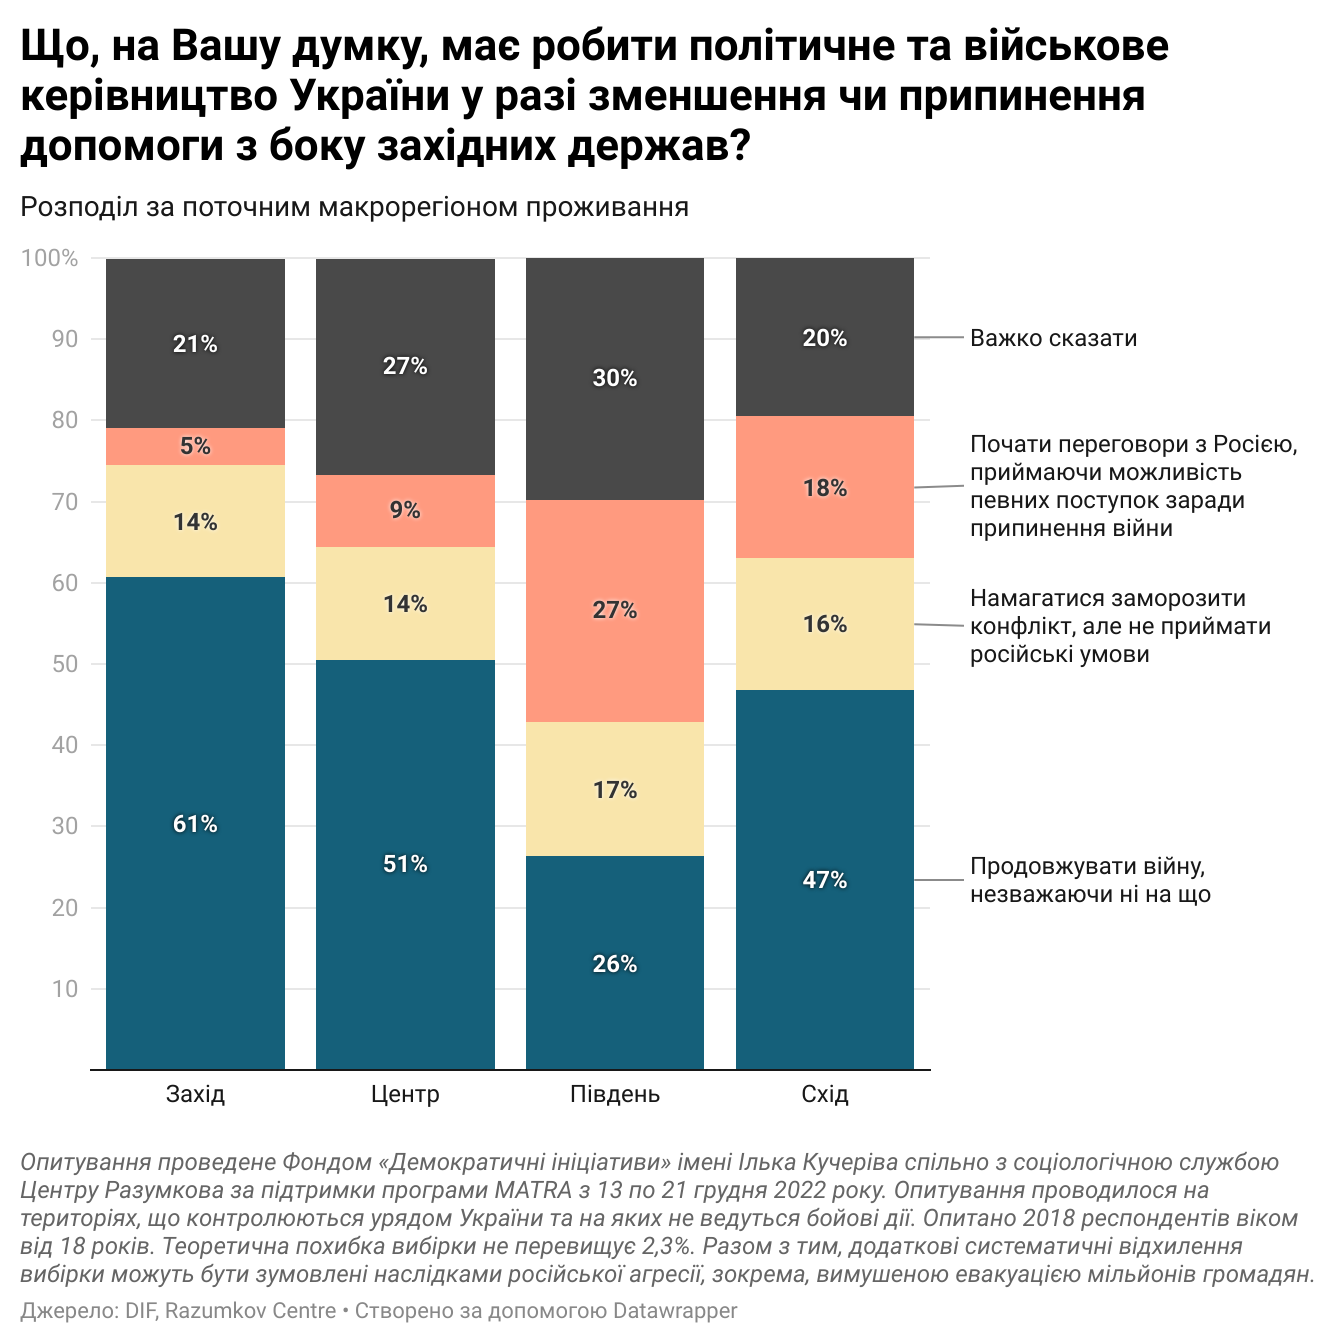 Що, на Вашу думку, має робити політичне та військове
керівництво України у разі зменшення чи припинення
допомоги з боку західних держав?
Розподіл за поточним макрорегіоном проживання
100%
90
80
70
60
50
40
30
20
10
21%
5%
14%
61%
27%
9%
14%
51%
30%
27%
17%
26%
20%
18%
16%
47%
Важко сказати
Почати переговори з Росією,
приймаючи можливість
певних поступок заради
припинення війни
Намагатися заморозити
конфлікт, але не приймати
російські умови
Продовжувати війну,
незважаючи ні на що
Захід
Центр
Південь
Схід
Опитування проведене Фондом «Демократичні ініціативи» імені Ілька Кучеріва спільно з соціологічною службою
Центру Разумкова за підтримки програми MATRA з 13 по 21 грудня 2022 року. Опитування проводилося на
територіях, що контролюються урядом України та на яких не ведуться бойові дії. Опитано 2018 респондентів віком
від 18 років. Теоретична похибка вибірки не перевищує 2,3%. Разом з тим, додаткові систематичні відхилення
вибірки можуть бути зумовлені наслідками російської агресії, зокрема, вимушеною евакуацією мільйонів громадян.
Джерело: DIF, Razumkov Centre • Створено за допомогою Datawrapper